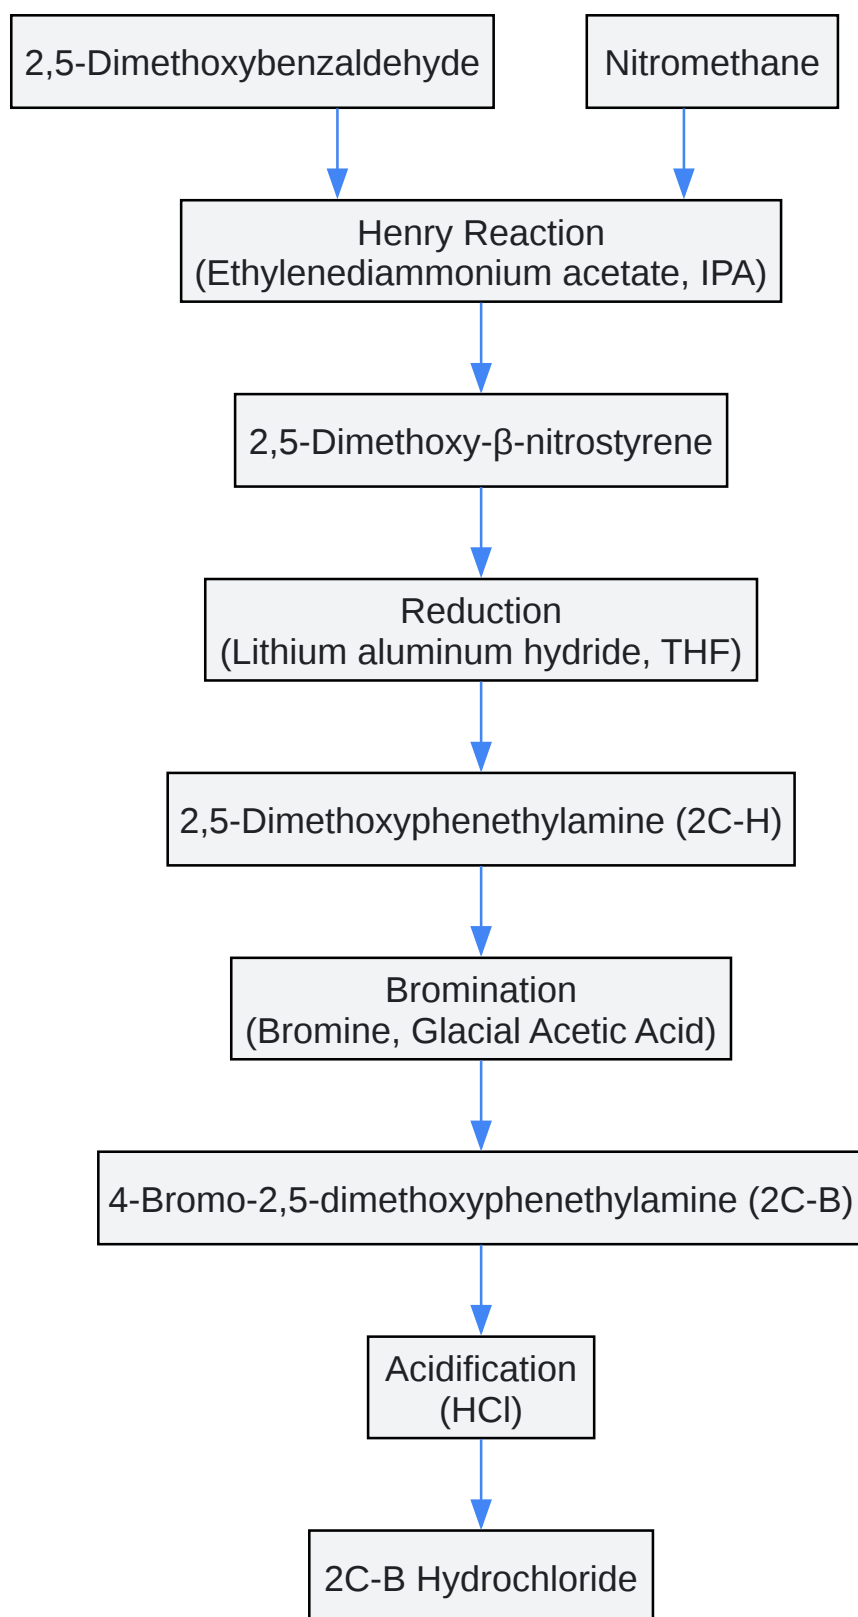 2,5-Dimethoxybenzaldehyde
Nitromethane
Henry Reaction
(Ethylenediammonium acetate, IPA)
2,5-Dimethoxy-β-nitrostyrene
Reduction
(Lithium aluminum hydride, THF)
2,5-Dimethoxyphenethylamine (2C-H)
Bromination
(Bromine, Glacial Acetic Acid)
4-Bromo-2,5-dimethoxyphenethylamine (2C-B)
Acidification
(HCl)
2C-B Hydrochloride